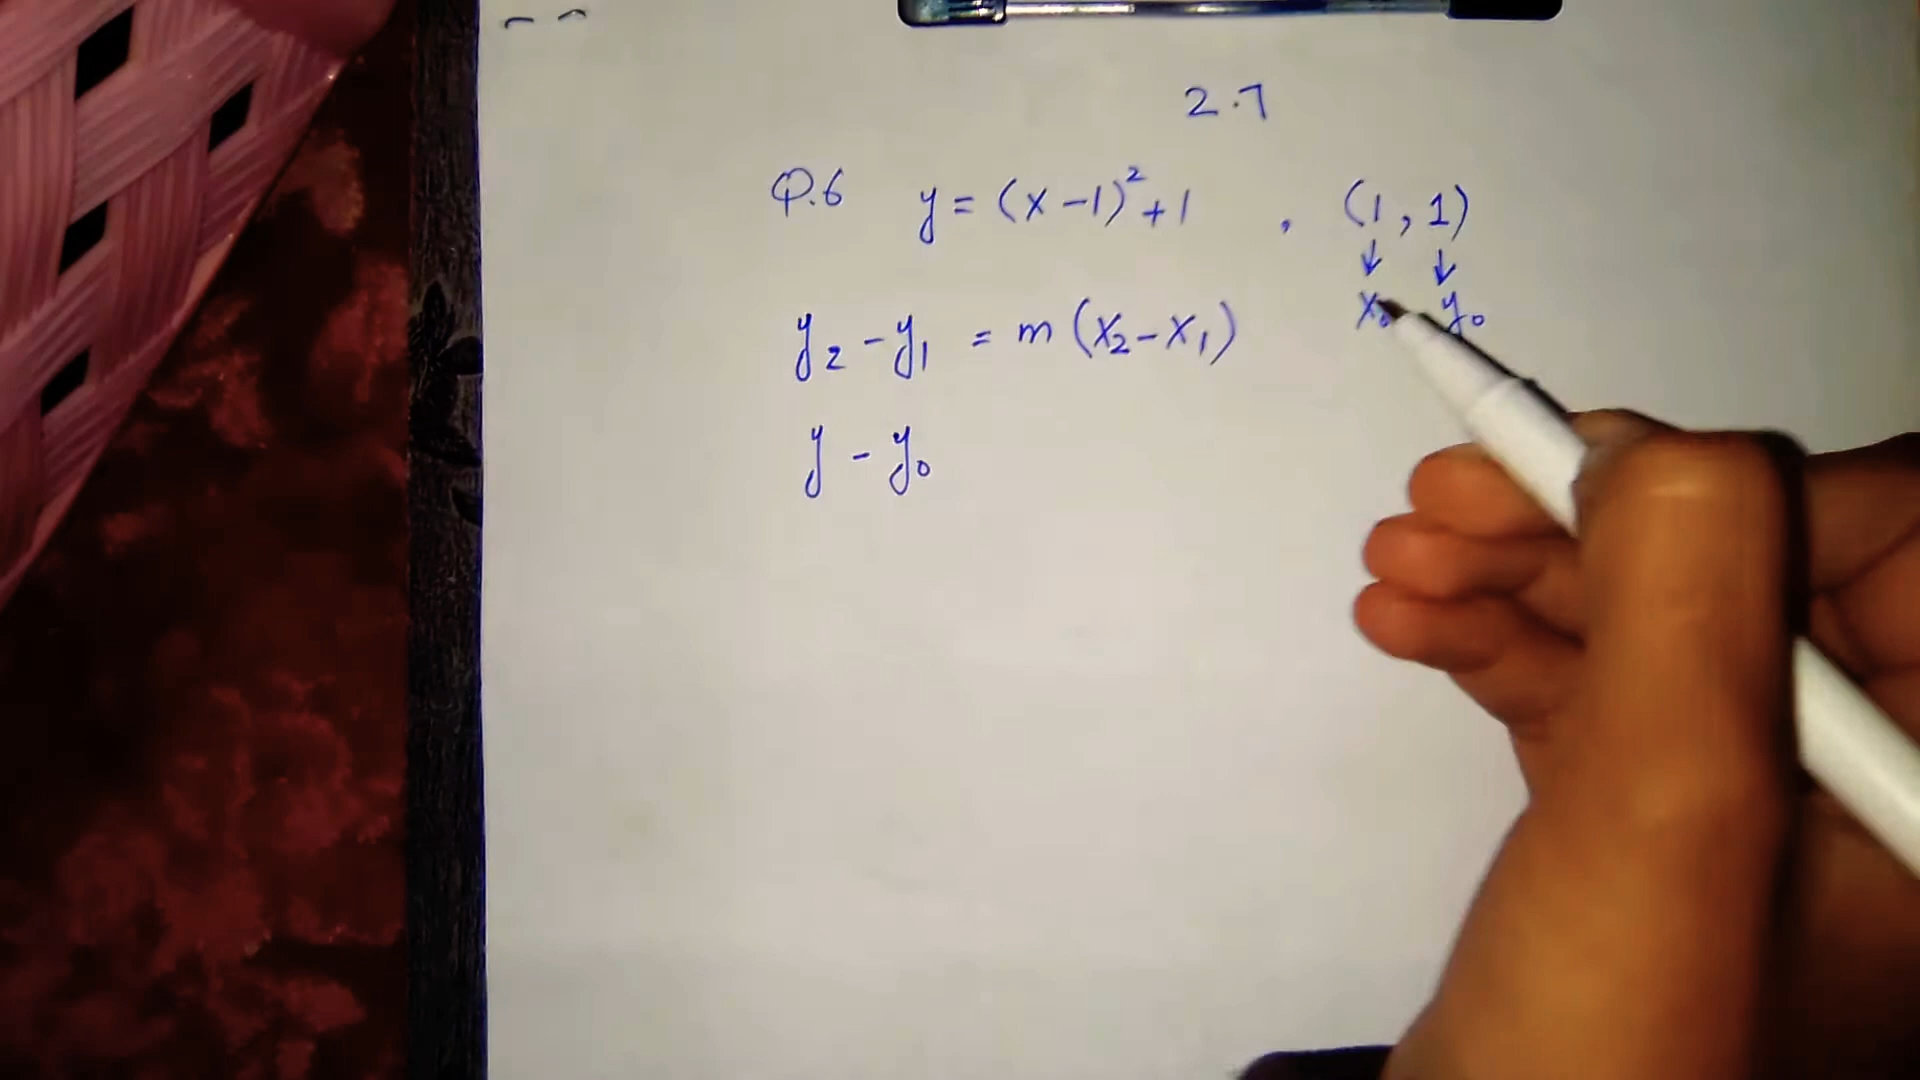 2.7
Q.6 y = (x-1)² + 1 , (1, 1)
↓ ↓
x₀ y₀
y₂ - y₁ = m (x₂ - x₁)
y - y₀